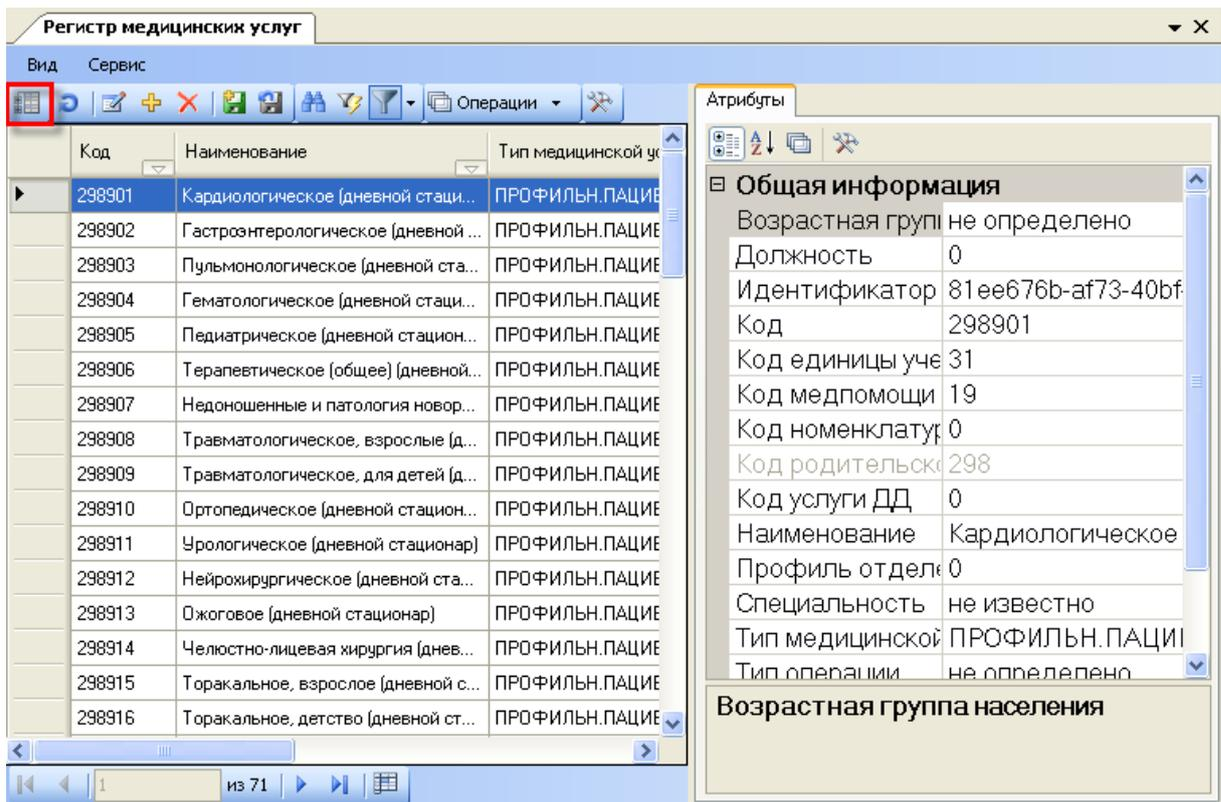 Регистр медицинских услуг
Вид Сервис
Операции
Код Наименование Тип медицинской
298901 Кардиологическое (дневной стаци... ПРОФИЛЬН.ПАЦИЕ
298902 Гастроэнтерологическое (дневной ... ПРОФИЛЬН.ПАЦИЕ
298903 Пульмонологическое (дневной ста... ПРОФИЛЬН.ПАЦИЕ
298904 Гематологическое (дневной стаци... ПРОФИЛЬН.ПАЦИЕ
298905 Педиатрическое (дневной стацион... ПРОФИЛЬН.ПАЦИЕ
298906 Терапевтическое (общее) (дневной... ПРОФИЛЬН.ПАЦИЕ
298907 Недоношенные и патология новор... ПРОФИЛЬН.ПАЦИЕ
298908 Травматологическое, взрослые (д... ПРОФИЛЬН.ПАЦИЕ
298909 Травматологическое, для детей (д... ПРОФИЛЬН.ПАЦИЕ
298910 Ортопедическое (дневной стацион... ПРОФИЛЬН.ПАЦИЕ
298911 Урологическое (дневной стационар) ПРОФИЛЬН.ПАЦИЕ
298912 Нейрохирургическое (дневной ста... ПРОФИЛЬН.ПАЦИЕ
298913 Ожоговое (дневной стационар) ПРОФИЛЬН.ПАЦИЕ
298914 Челюстно-лицевая хирургия (днев... ПРОФИЛЬН.ПАЦИЕ
298915 Торакальное, взрослое (дневной с... ПРОФИЛЬН.ПАЦИЕ
298916 Торакальное, детство (дневной ст... ПРОФИЛЬН.ПАЦИЕ
1 из 71
Атрибуты
Общая информация
Возрастная групп не определено
Должность 0
Идентификатор 81ee676b-af73-40bf-
Код 298901
Код единицы уче 31
Код медпомощи 19
Код номенклатур 0
Код родительско 298
Код услуги ДД 0
Наименование Кардиологическое
Профиль отделе 0
Специальность не известно
Тип медицинской ПРОФИЛЬН.ПАЦИ
Тип операции не определено
Возрастная группа населения